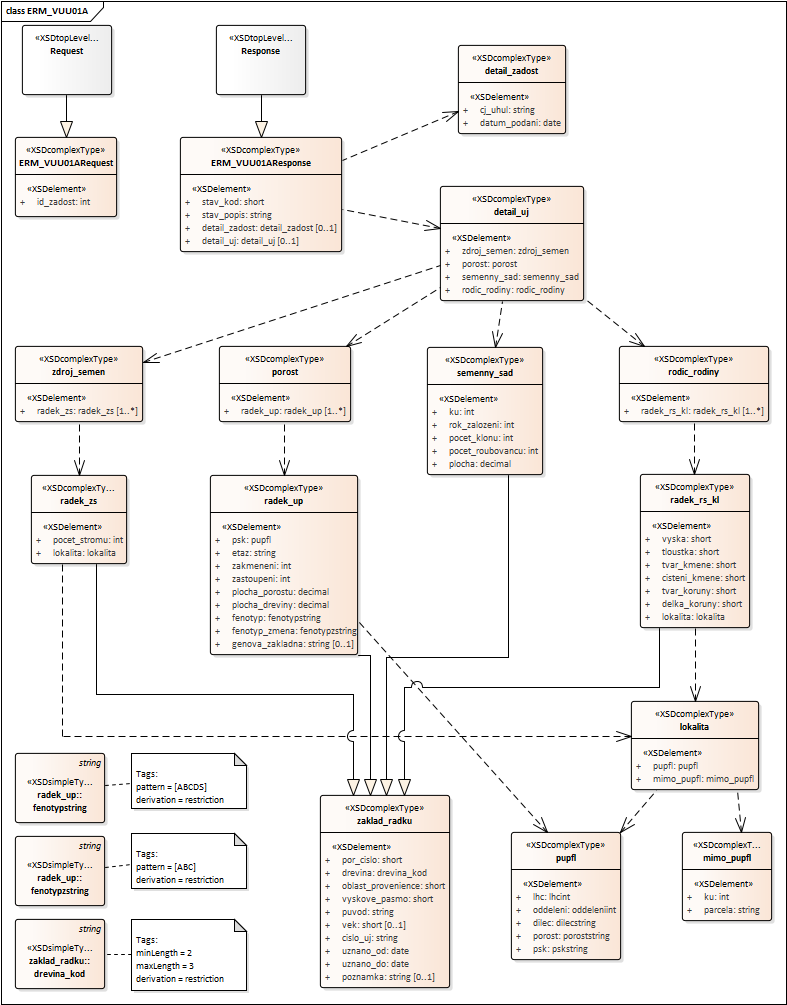 class ERM_VUU01A
«XSDtopLevel...
Request
«XSDtopLevel...
Response
«XSDcomplexType»
detail_zadost
«XSDelement»
+ cj_uhul: string
+ datum_podani: date
«XSDcomplexType»
ERM_VUU01ARequest
«XSDelement»
+ id_zadost: int
«XSDcomplexType»
ERM_VUU01AResponse
«XSDelement»
+ stav_kod: short
+ stav_popis: string
+ detail_zadost: detail_zadost [0..1]
+ detail_uj: detail_uj [0..1]
«XSDcomplexType»
detail_uj
«XSDelement»
+ zdroj_semen: zdroj_semen
+ porost: porost
+ semenny_sad: semenny_sad
+ rodic_rodiny: rodic_rodiny
«XSDcomplexType»
zdroj_semen
«XSDelement»
+ radek_zs: radek_zs [1..*]
«XSDcomplexType»
porost
«XSDelement»
+ radek_up: radek_up [1..*]
«XSDcomplexType»
semenny_sad
«XSDelement»
+ ku: int
+ rok_zalozeni: int
+ pocet_klonu: int
+ pocet_roubovancu: int
+ plocha: decimal
«XSDcomplexType»
rodic_rodiny
«XSDelement»
+ radek_rs_kl: radek_rs_kl [1..*]
«XSDcomplexTy...
radek_zs
«XSDelement»
+ pocet_stromu: int
+ lokalita: lokalita
«XSDcomplexType»
radek_up
«XSDelement»
+ psk: pupfl
+ etaz: string
+ zakmeneni: int
+ zastoupeni: int
+ plocha_porostu: decimal
+ plocha_dreviny: decimal
+ fenotyp: fenotypstring
+ fenotyp_zmena: fenotypzstring
+ genova_zakladna: string [0..1]
«XSDcomplexType»
radek_rs_kl
«XSDelement»
+ vyska: short
+ tloustka: short
+ tvar_kmene: short
+ cisteni_kmene: short
+ tvar_koruny: short
+ delka_koruny: short
+ lokalita: lokalita
«XSDcomplexType»
lokalita
«XSDelement»
+ pupfl: pupfl
+ mimo_pupfl: mimo_pupfl
string
«XSDsimpleTy...
radek_up::
fenotypstring
Tags:
pattern = [ABCDS]
derivation = restriction
string
«XSDsimpleTy...
radek_up::
fenotypzstring
Tags:
pattern = [ABC]
derivation = restriction
string
«XSDsimpleTy...
zaklad_radku::
drevina_kod
Tags:
minLength = 2
maxLength = 3
derivation = restriction
«XSDcomplexType»
zaklad_radku
«XSDelement»
+ por_cislo: short
+ drevina: drevina_kod
+ oblast_provenience: short
+ vyskove_pasmo: short
+ puvod: string
+ vek: short [0..1]
+ cislo_uj: string
+ uznano_od: date
+ uznano_do: date
+ poznamka: string [0..1]
«XSDcomplexType»
pupfl
«XSDelement»
+ lhc: lhcint
+ oddeleni: oddeleniint
+ dilec: dilecstring
+ porost: poroststring
+ psk: pskstring
«XSDcomplexT...
mimo_pupfl
«XSDelement»
+ ku: int
+ parcela: string